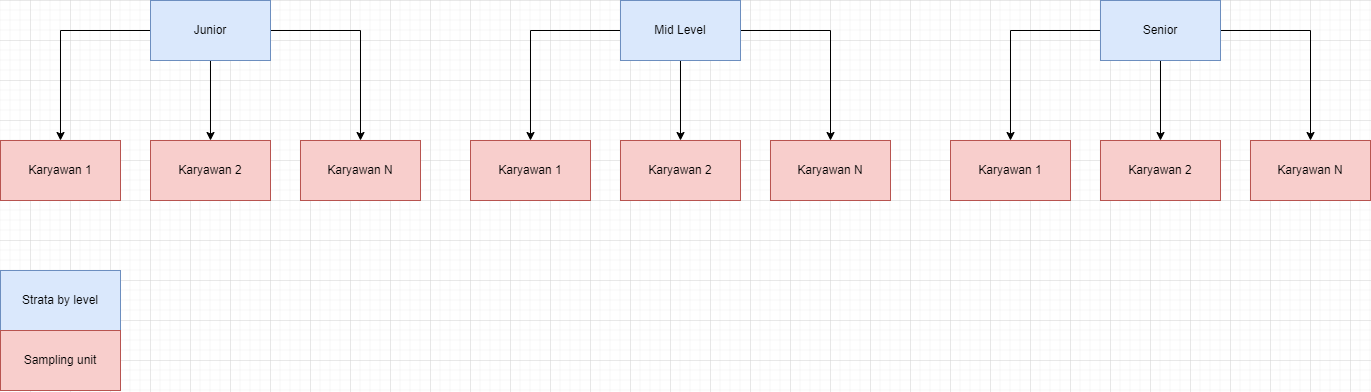 Junior
Mid Level
Senior
Karyawan 1
Karyawan 2
Karyawan N
Karyawan 1
Karyawan 2
Karyawan N
Karyawan 1
Karyawan 2
Karyawan N
Strata by level
Sampling unit